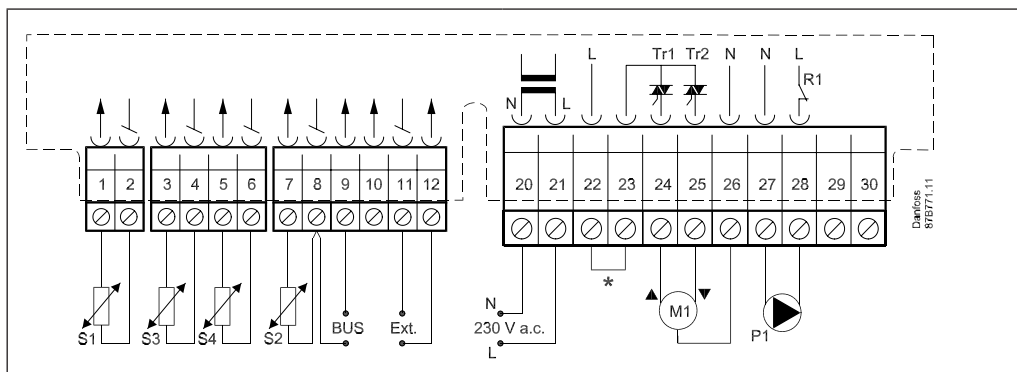 L Tr1 Tr2 N N L
R1
N L
1 2 3 4 5 6 7 8 9 10 11 12 20 21 22 23 24 25 26 27 28 29 30
Danfoss
87B771.11
*
N
M1
S1 S3 S4 S2 BUS Ext. 230 V a.c. P1
L